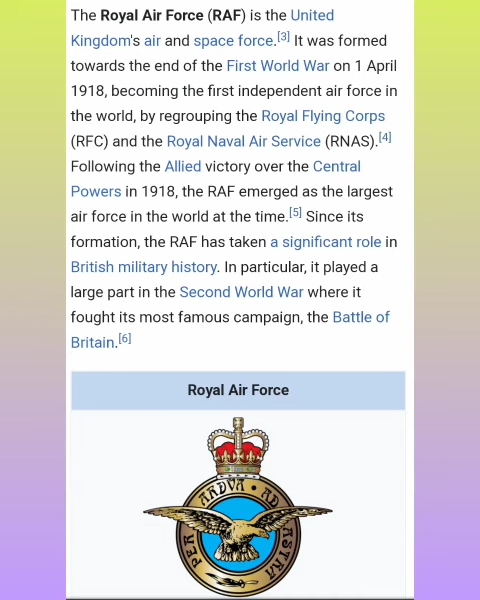 The Royal Air Force (RAF) is the United
Kingdom's air and space force.[3] It was formed
towards the end of the First World War on 1 April
1918, becoming the first independent air force in
the world, by regrouping the Royal Flying Corps
(RFC) and the Royal Naval Air Service (RNAS).[4]
Following the Allied victory over the Central
Powers in 1918, the RAF emerged as the largest
air force in the world at the time.[5] Since its
formation, the RAF has taken a significant role in
British military history. In particular, it played a
large part in the Second World War where it
fought its most famous campaign, the Battle of
Britain.[6]
Royal Air Force
PER ARDVA • AD ASTRA